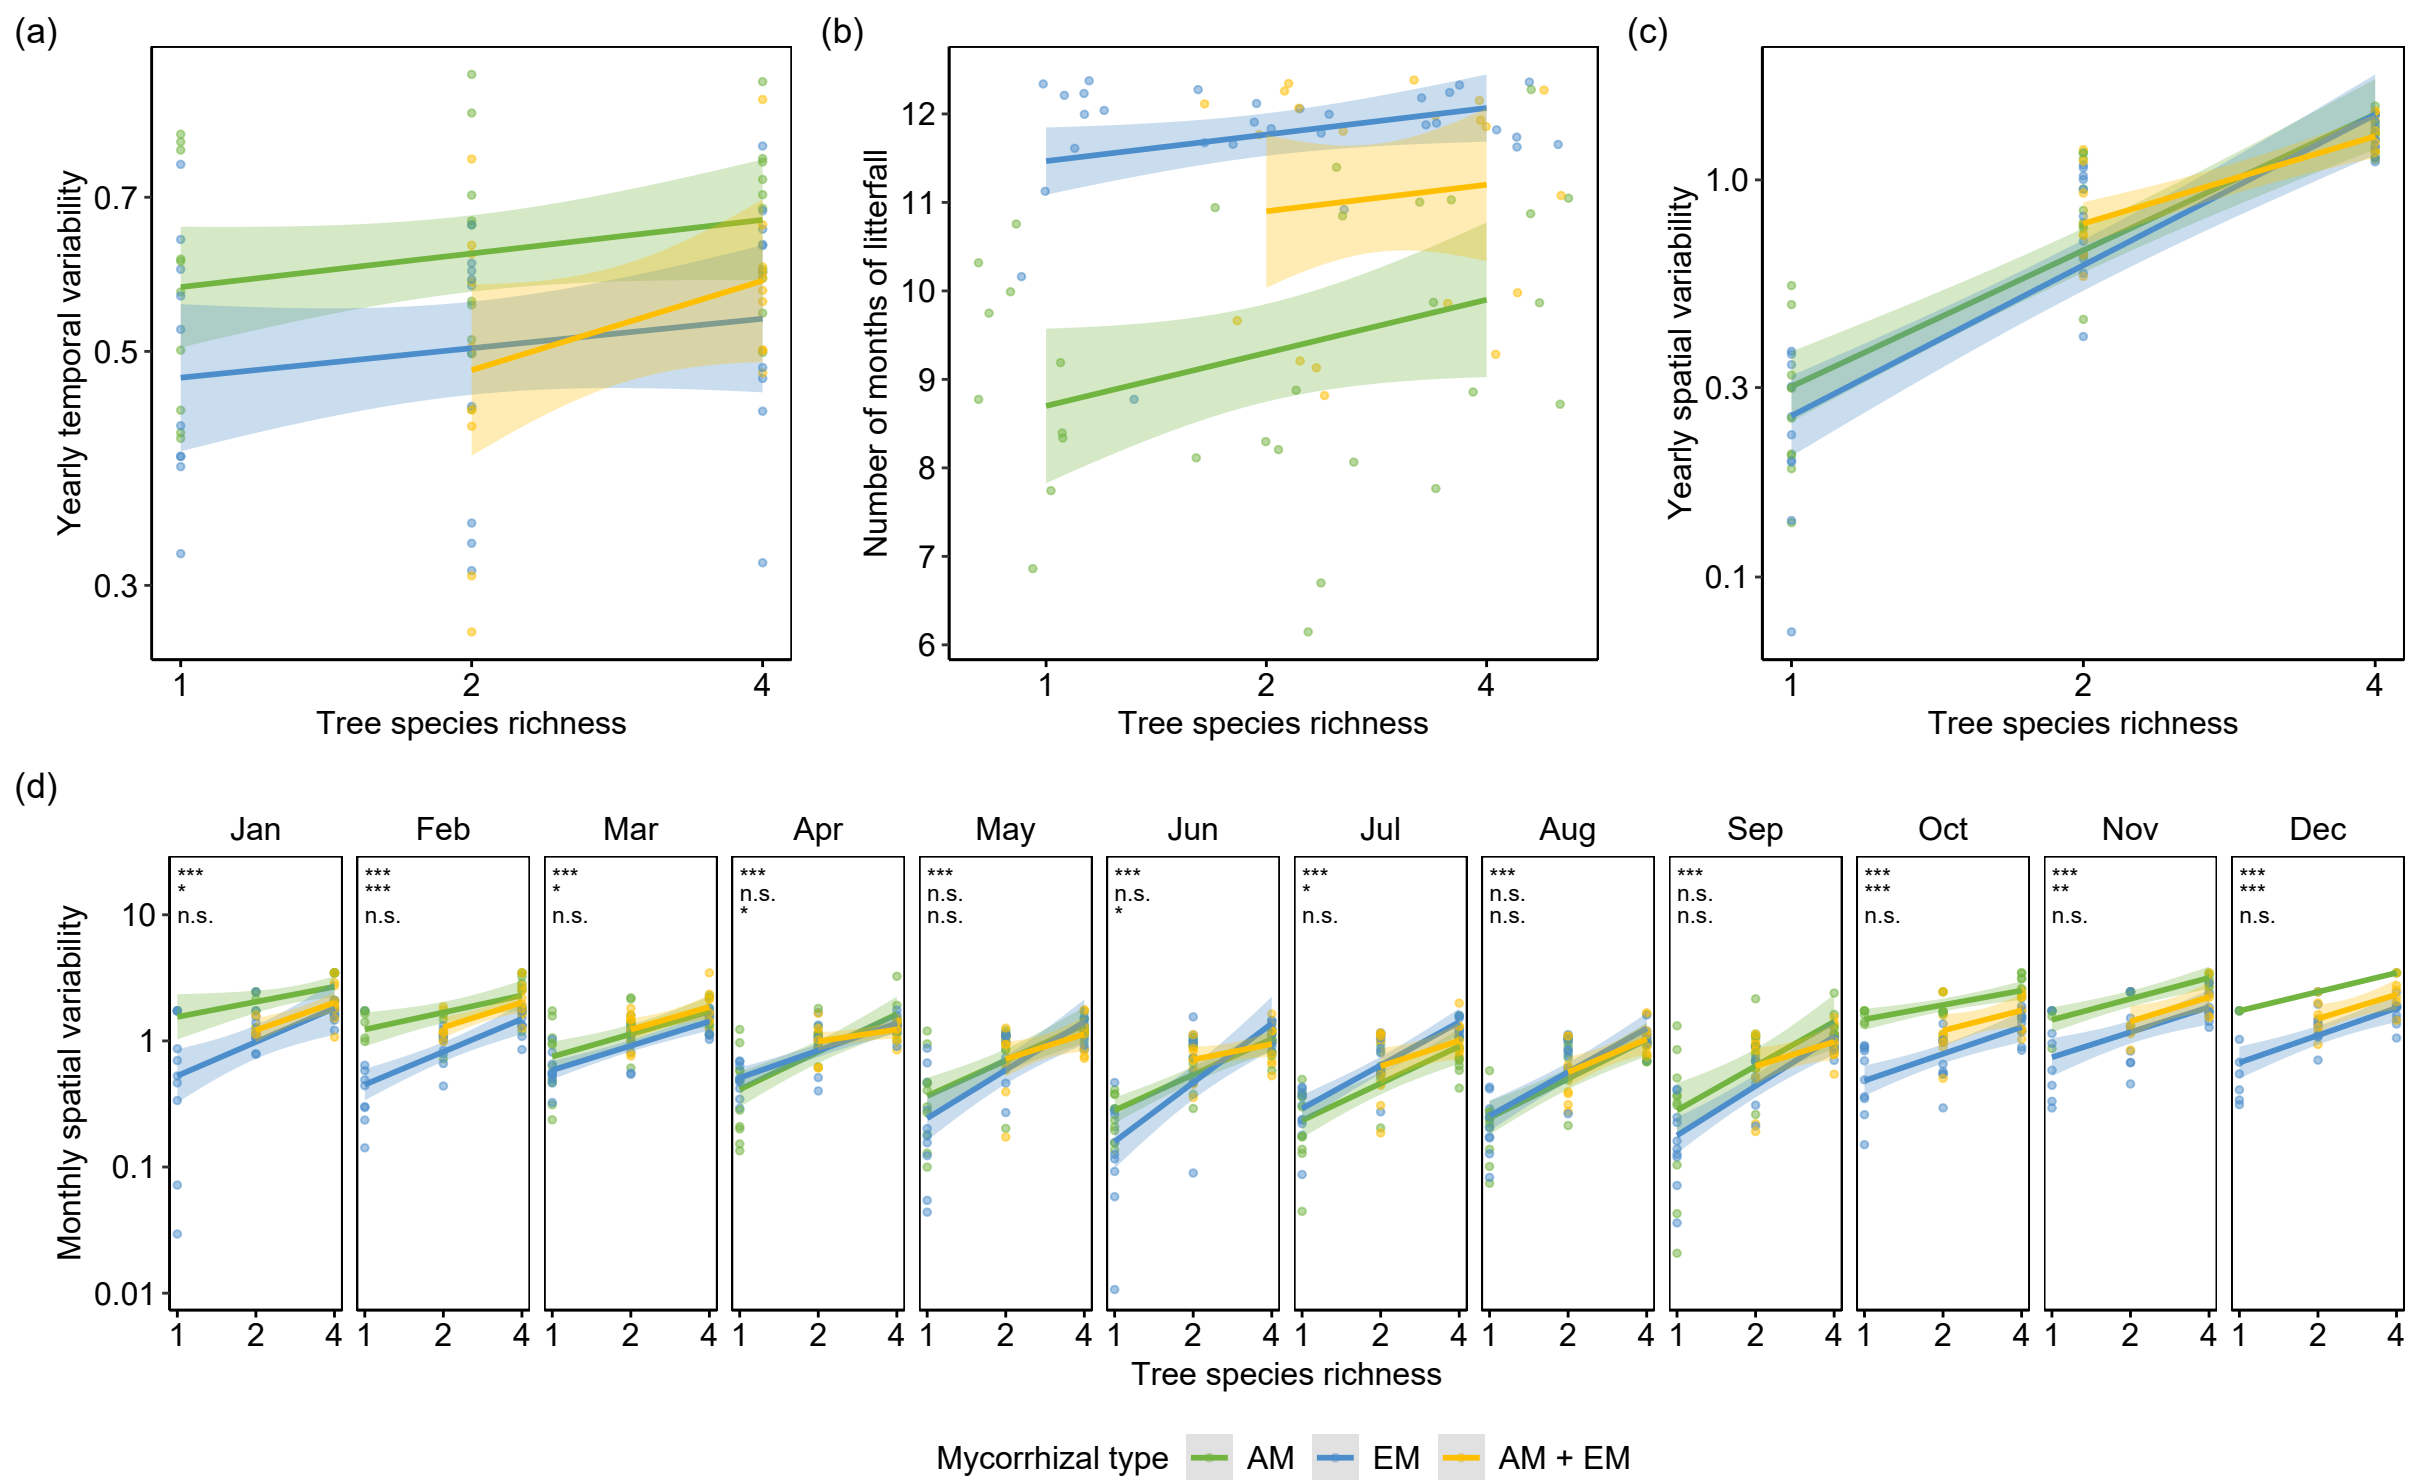 (a)
(b)
(c)
0.7
0.5
0.3
Yearly temporal variability
1 2 4
Tree species richness
12
11
10
9
8
7
6
Number of months of litterfall
1 2 4
Tree species richness
1.0
0.3
0.1
Yearly spatial variability
1 2 4
Tree species richness
(d)
Jan Feb Mar Apr May Jun Jul Aug Sep Oct Nov Dec
*** *** *** *** *** *** *** *** *** *** *** ***
* *** * n.s. n.s. n.s. * n.s. n.s. *** ** ***
n.s. n.s. n.s. * n.s. * n.s. n.s. n.s. n.s. n.s. n.s.
10
1
0.1
0.01
Monthly spatial variability
1 2 4 1 2 4 1 2 4 1 2 4 1 2 4 1 2 4 1 2 4 1 2 4 1 2 4 1 2 4 1 2 4 1 2 4
Tree species richness
Mycorrhizal type AM EM AM + EM